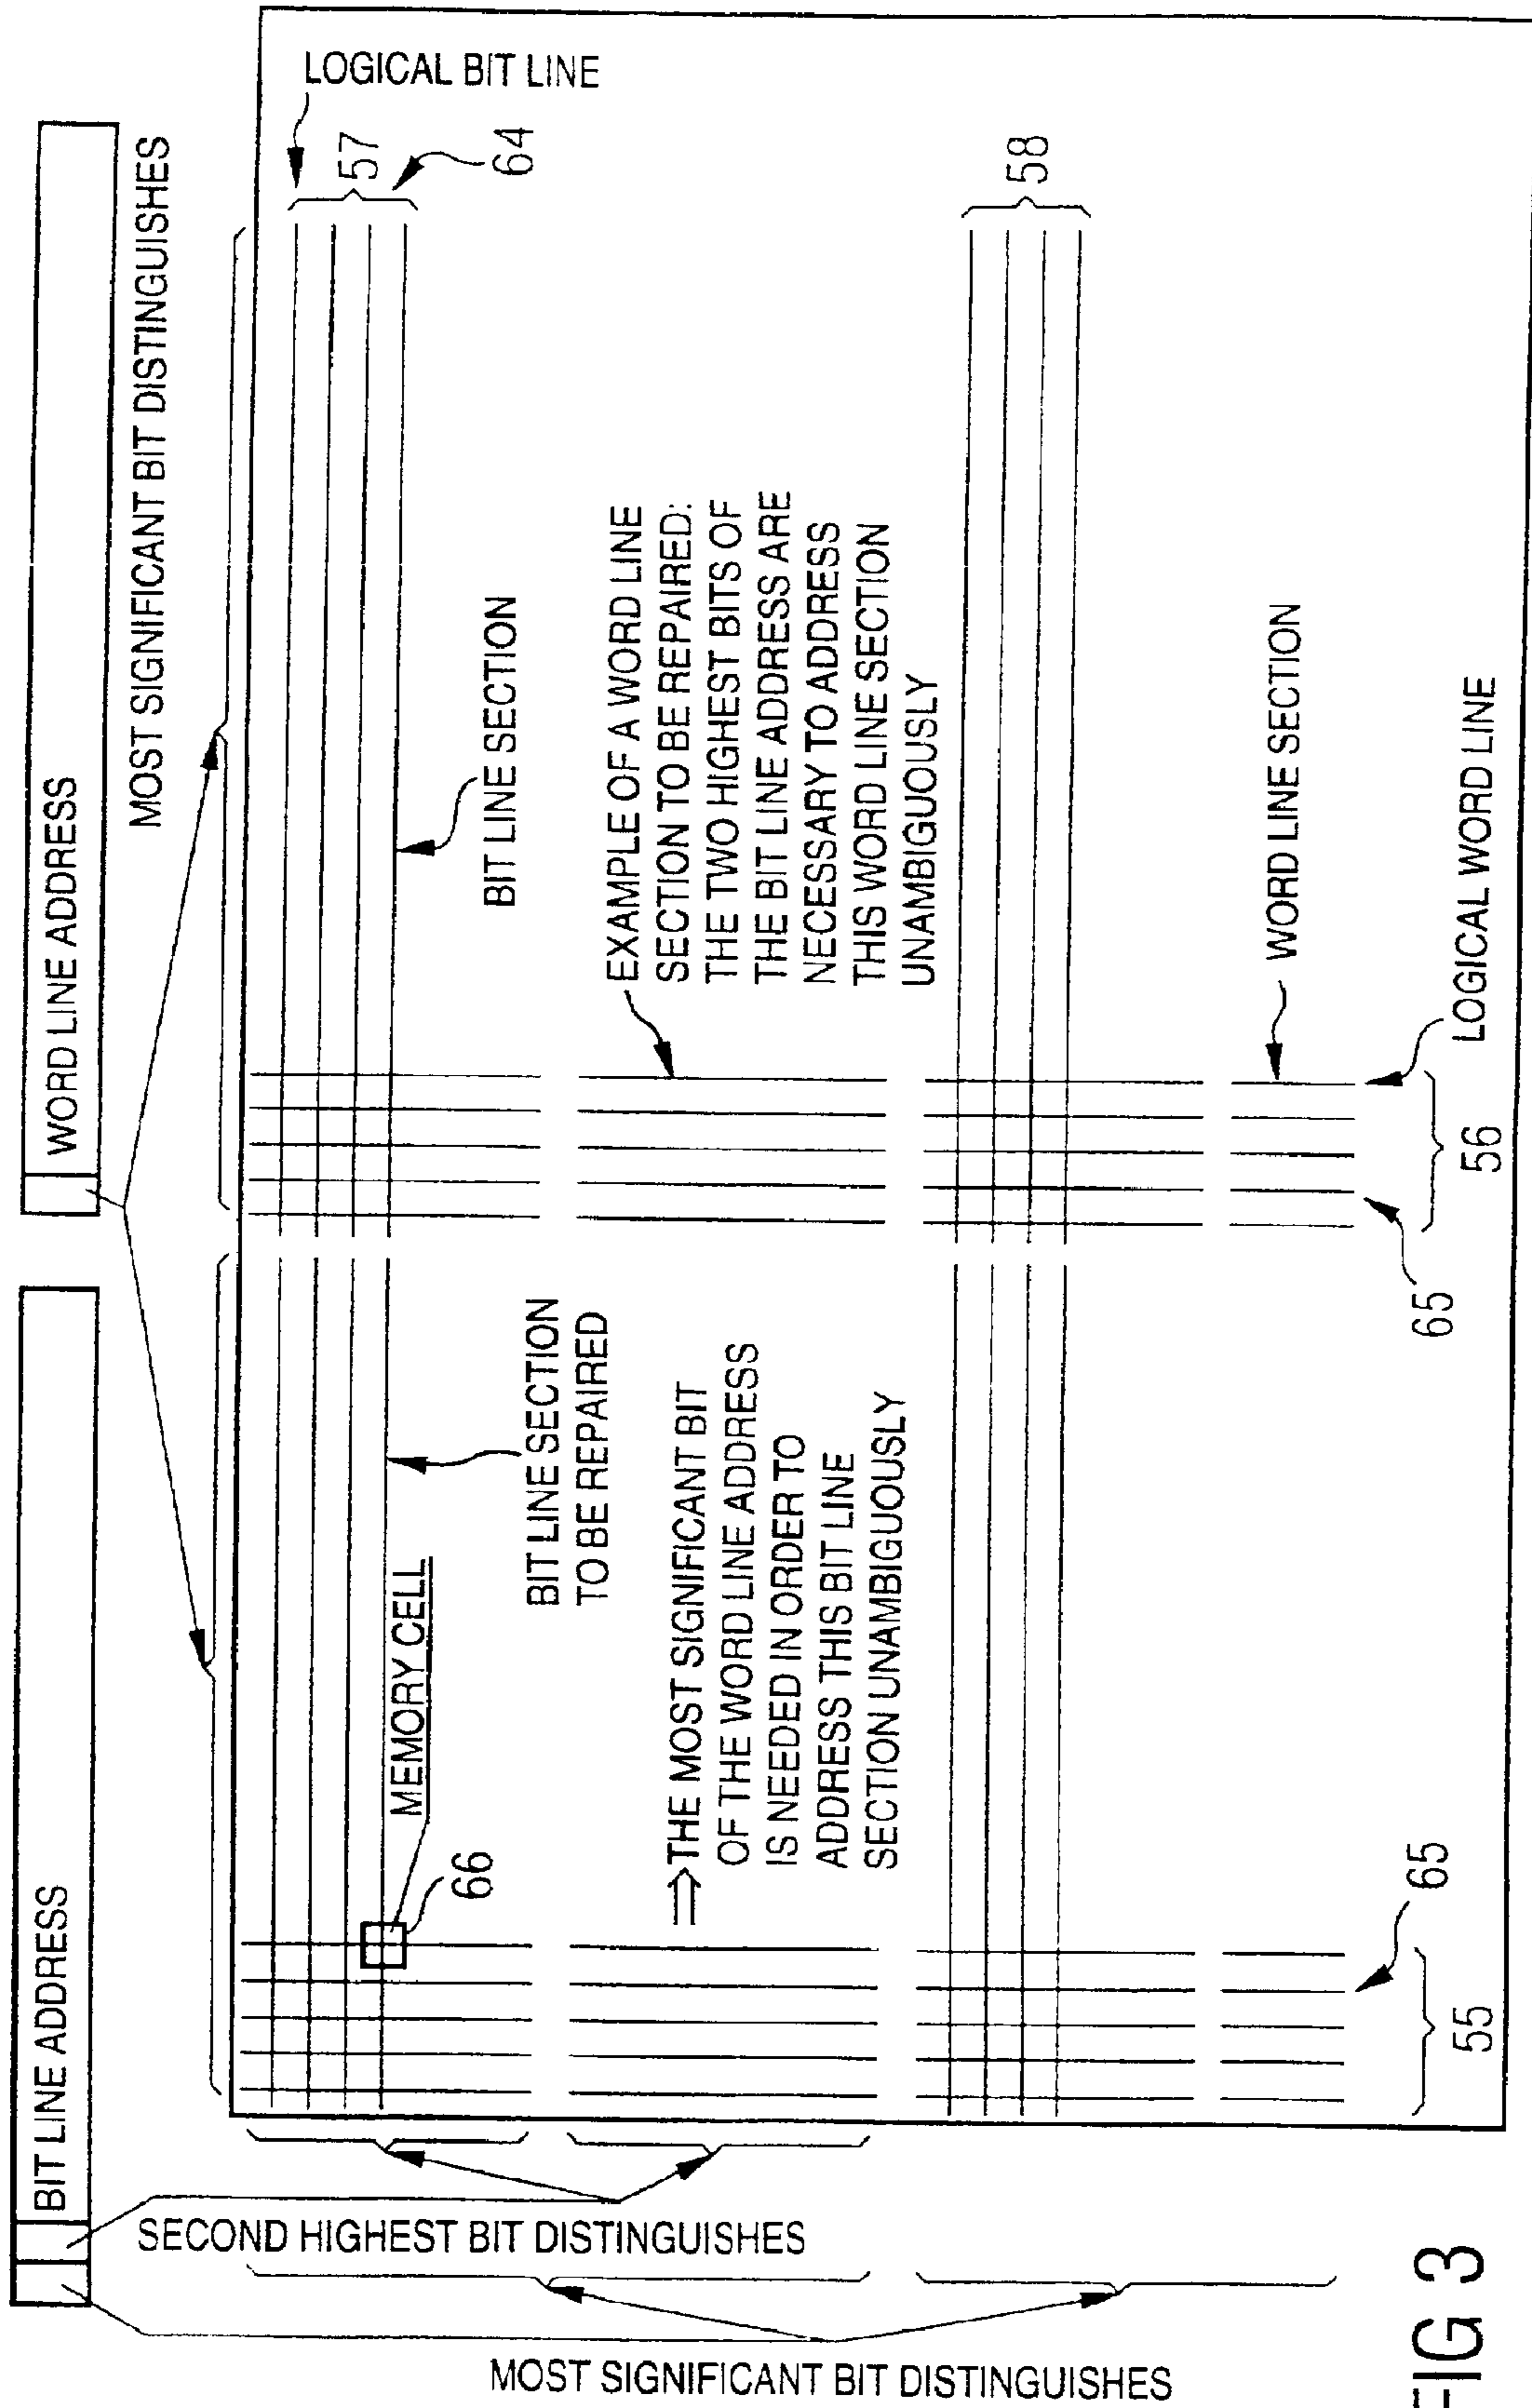 BIT LINE ADDRESS
WORD LINE ADDRESS
MOST SIGNIFICANT BIT DISTINGUISHES
LOGICAL BIT LINE
57
64
MEMORY CELL
66
BIT LINE SECTION
TO BE REPAIRED
BIT LINE SECTION
⇒ THE MOST SIGNIFICANT BIT
OF THE WORD LINE ADDRESS
IS NEEDED IN ORDER TO
ADDRESS THIS BIT LINE
SECTION UNAMBIGUOUSLY
EXAMPLE OF A WORD LINE
SECTION TO BE REPAIRED:
THE TWO HIGHEST BITS OF
THE BIT LINE ADDRESS ARE
NECESSARY TO ADDRESS
THIS WORD LINE SECTION
UNAMBIGUOUSLY
58
WORD LINE SECTION
LOGICAL WORD LINE
65
55
65
56
SECOND HIGHEST BIT DISTINGUISHES
MOST SIGNIFICANT BIT DISTINGUISHES
FIG 3